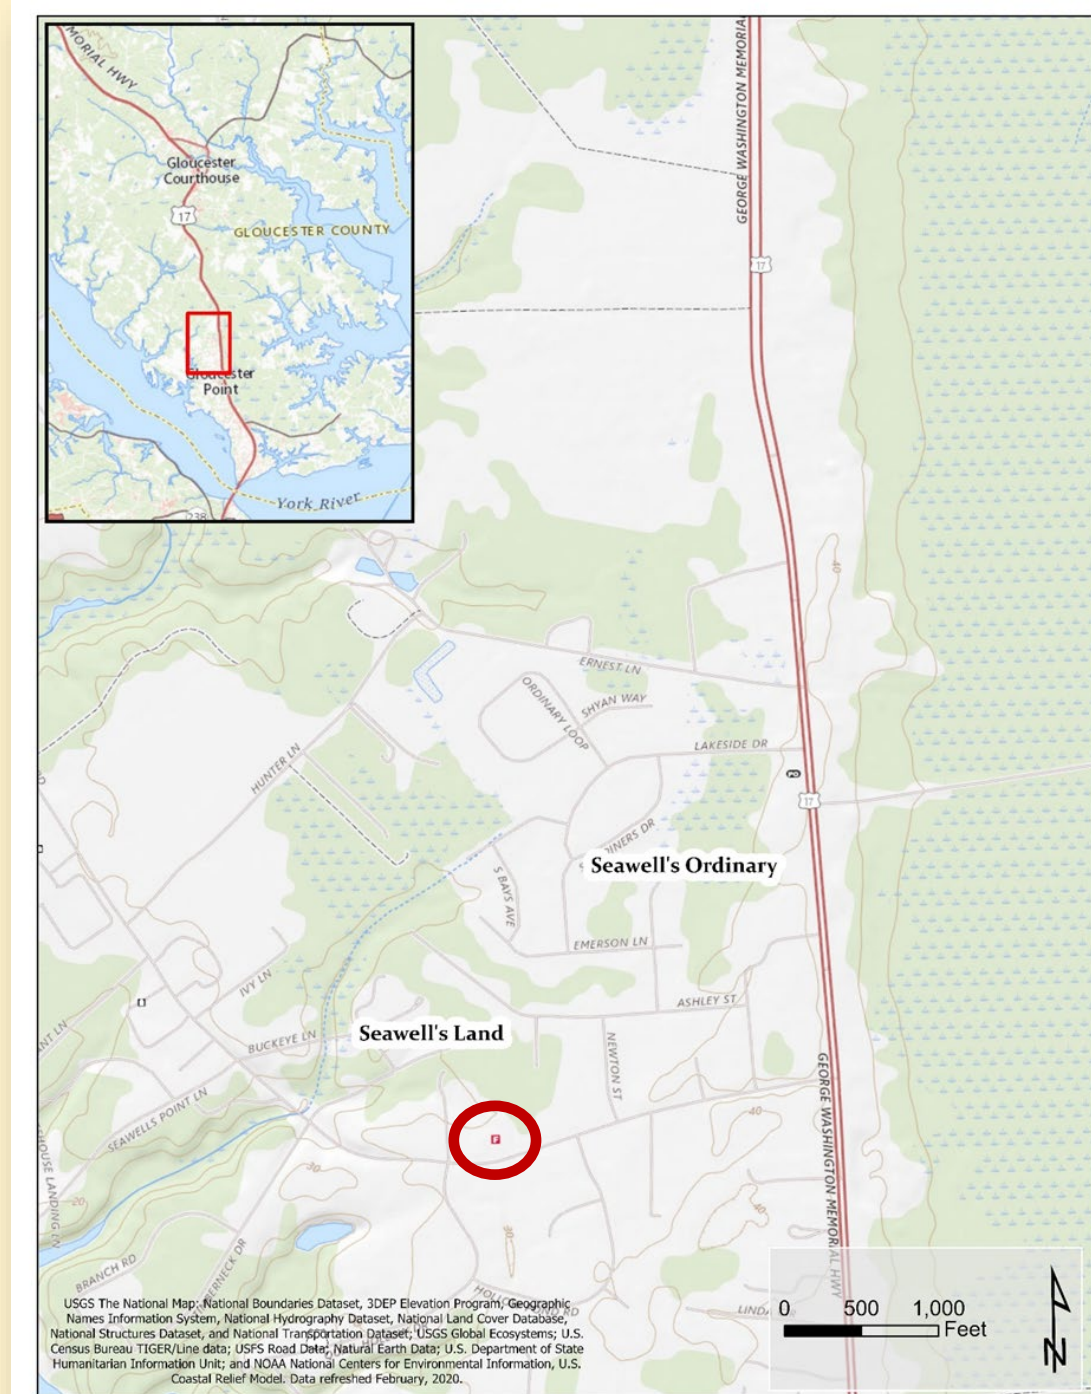 MORIAL HWY
Gloucester
Courthouse
17
GLOUCESTER COUNTY
Gloucester
Point
York River
238
GEORGE WASHINGTON MEMORIAL
17
40
ERNEST LN
ORDINARY LOOP
SHYAN WAY
LAKESIDE DR
HUNTER LN
PO
17
Seawell's Ordinary
S BAYS AVE
EMERSON LN
IVY LN
ASHLEY ST
BUCKEYE LN
Seawell's Land
NEWTON ST
GEORGE WASHINGTON MEMORIAL HWY
SEAWELLS POINT LN
40
F
30
20
40
30
BRANCH RD
USGS The National Map: National Boundaries Dataset, 3DEP Elevation Program, Geographic
Names Information System, National Hydrography Dataset, National Land Cover Database,
National Structures Dataset, and National Transportation Dataset; USGS Global Ecosystems; U.S.
Census Bureau TIGER/Line data; USFS Road Data; Natural Earth Data; U.S. Department of State
Humanitarian Information Unit; and NOAA National Centers for Environmental Information, U.S.
Coastal Relief Model. Data refreshed February, 2020.
0 500 1,000
Feet
N